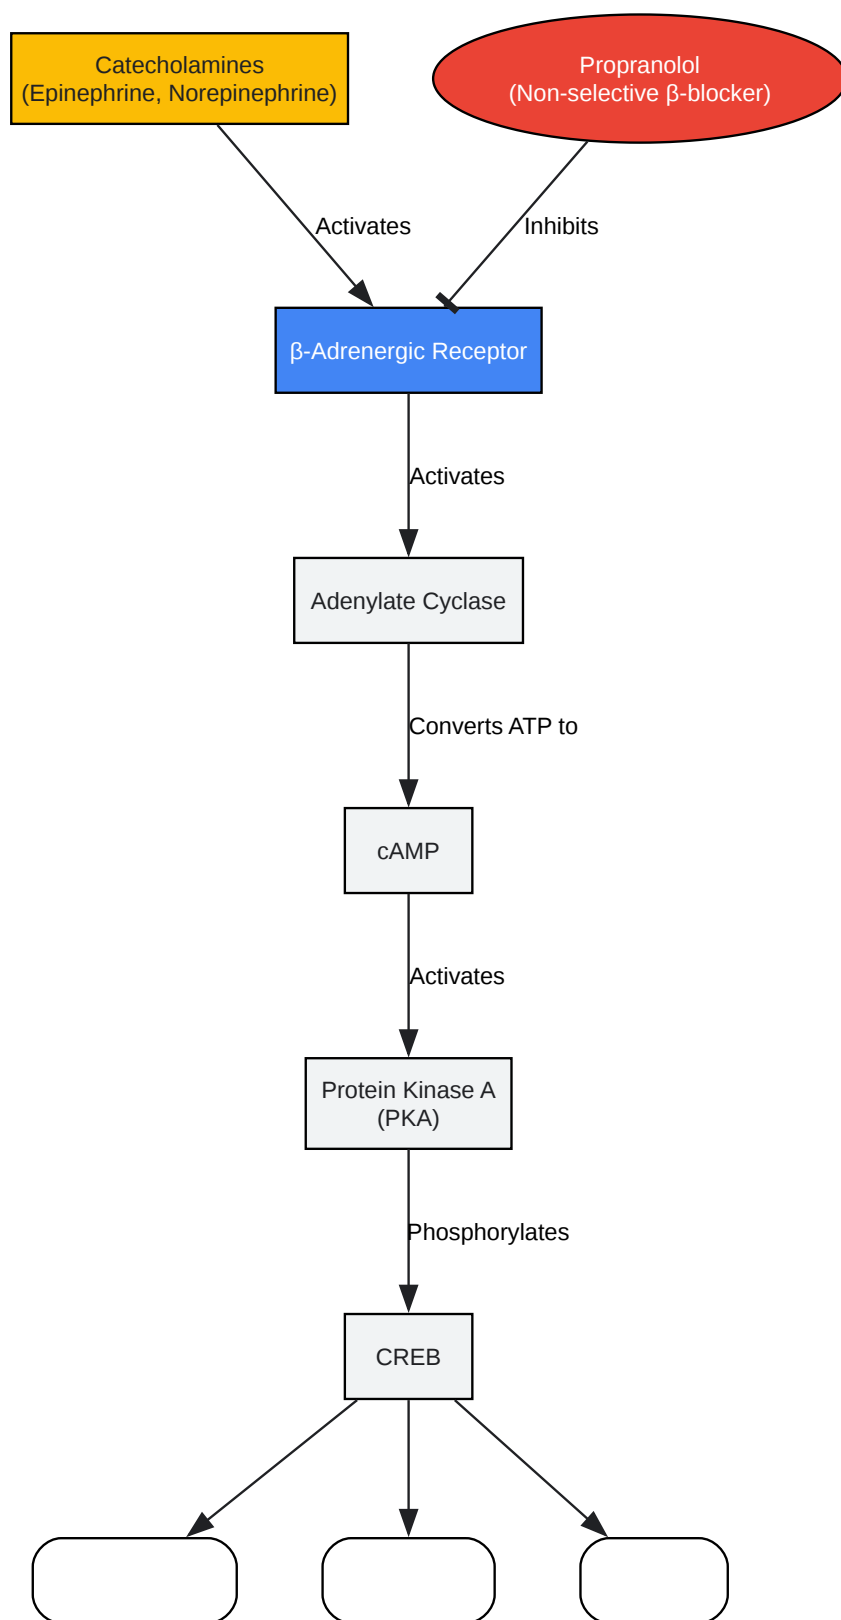 Catecholamines
(Epinephrine, Norepinephrine)
Propranolol
(Non-selective β-blocker)
Activates
Inhibits
β-Adrenergic Receptor
Activates
Adenylate Cyclase
Converts ATP to
cAMP
Activates
Protein Kinase A
(PKA)
Phosphorylates
CREB